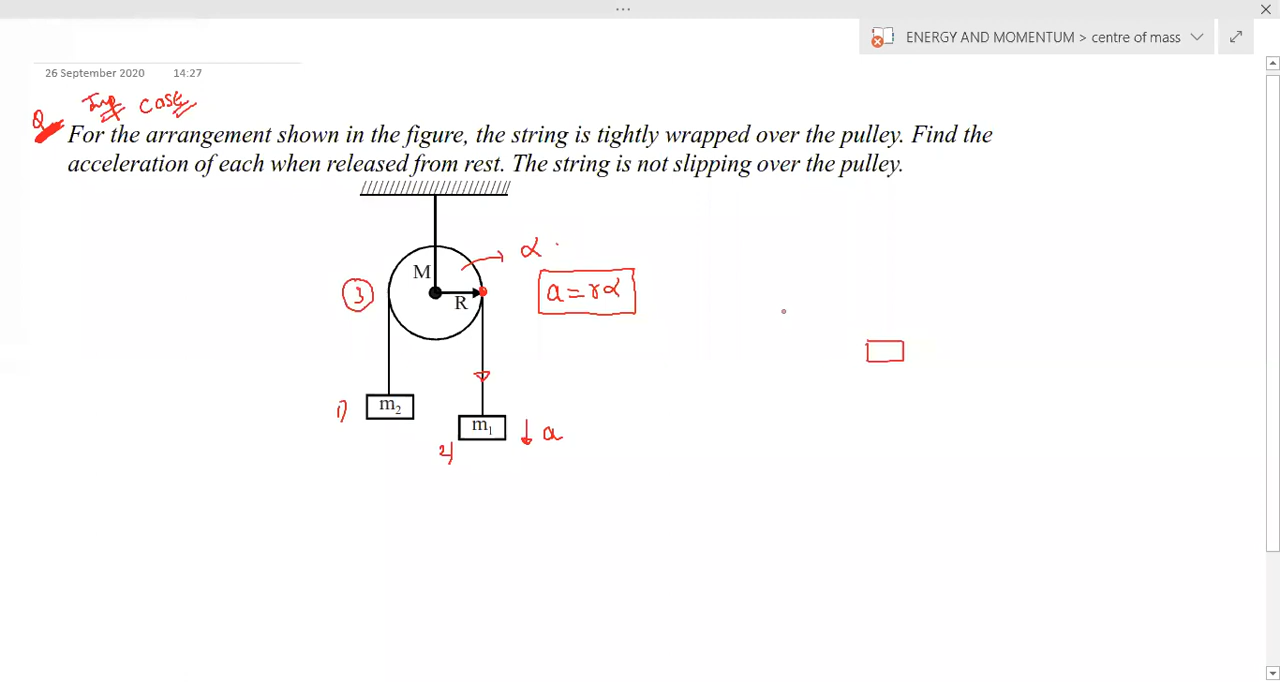 ENERGY AND MOMENTUM > centre of mass
26 September 2020 14:27
Imp case
Q
For the arrangement shown in the figure, the string is tightly wrapped over the pulley. Find the
acceleration of each when released from rest. The string is not slipping over the pulley.
α
M
3
R
a = rα
1)
m₂
m₁
a
2)